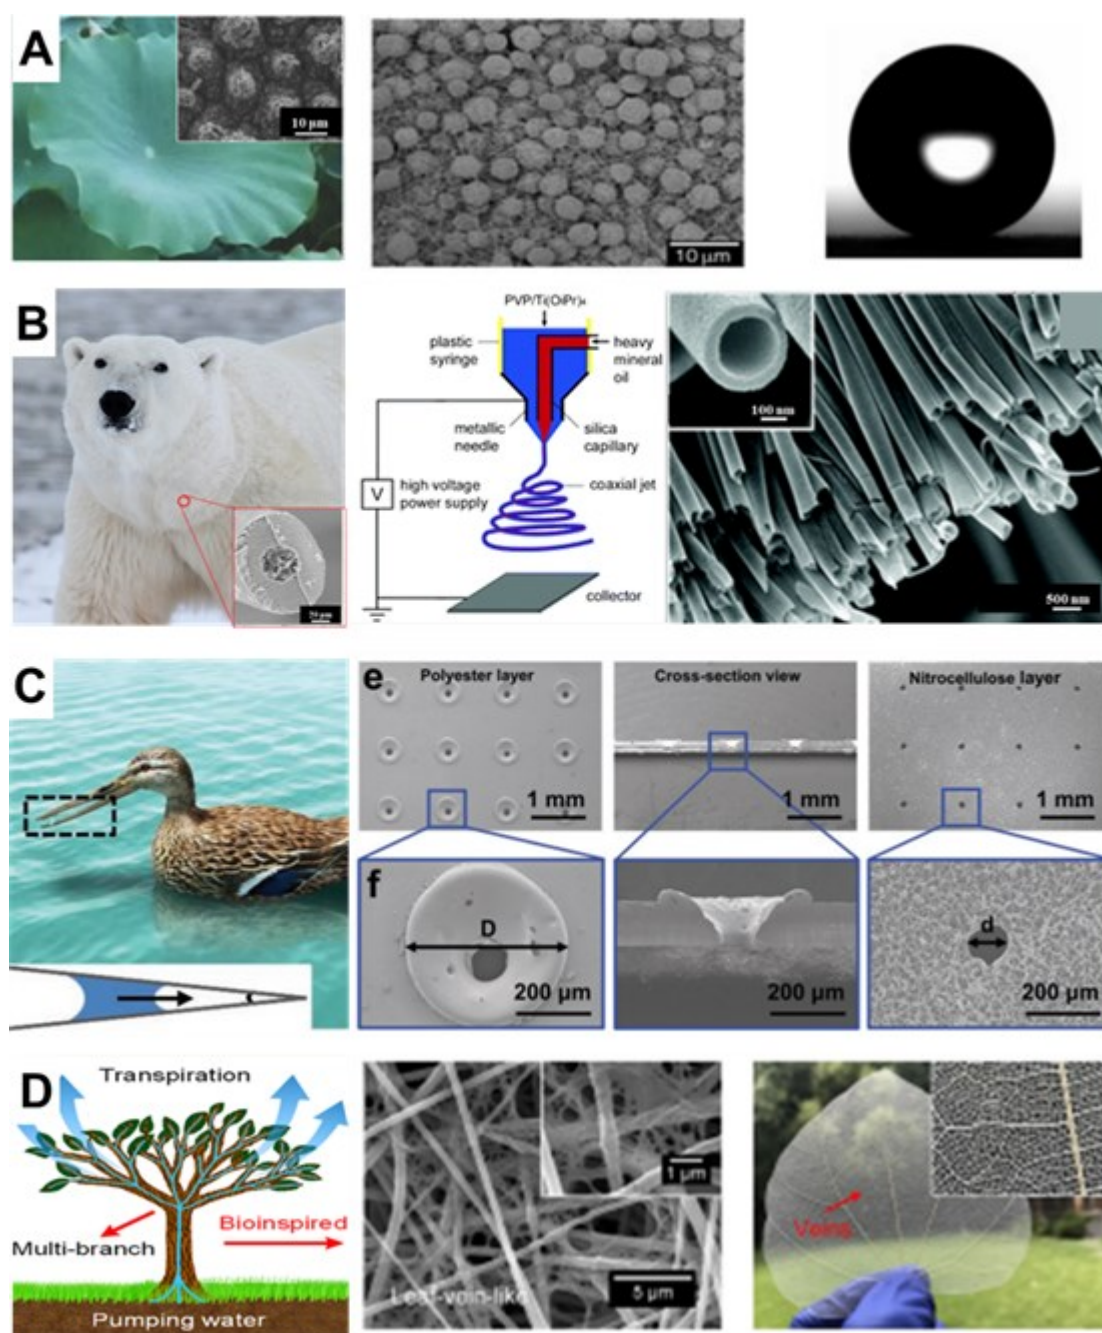 A
10 µm
10 µm
B
PVP/Ti(OiPr)₄
plastic
syringe
heavy
mineral
oil
metallic
needle
silica
capillary
V
high voltage
power supply
coaxial jet
collector
100 nm
500 nm
C
e
Polyester layer
Cross-section view
Nitrocellulose layer
1 mm
1 mm
1 mm
f
D
d
200 µm
200 µm
200 µm
D
Transpiration
Bioinspired
Multi-branch
Pumping water
1 µm
Leaf-vein-like
5 µm
Veins